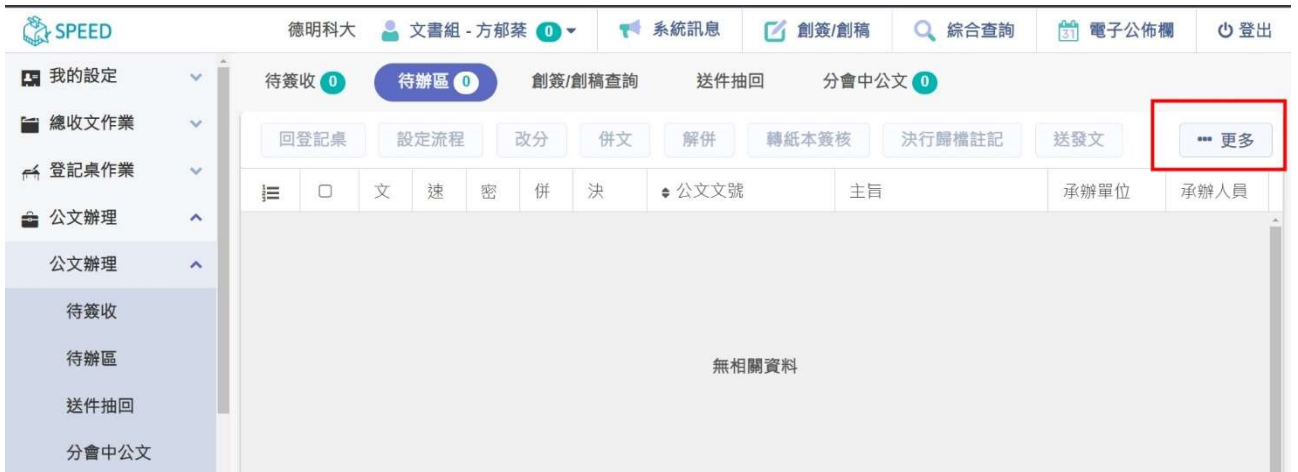 SPEED 德明科大 文書組 - 方郁棻 0 系統訊息 創簽/創稿 綜合查詢 31 電子公佈欄 登出
我的設定
總收文作業
登記桌作業
公文辦理
公文辦理
待簽收
待辦區
送件抽回
分會中公文
待簽收 0 待辦區 0 創簽/創稿查詢 送件抽回 分會中公文 0
回登記桌 設定流程 改分 併文 解併 轉紙本簽核 決行歸檔註記 送發文 ••• 更多
文 速 密 併 決 公文文號 主旨 承辦單位 承辦人員
無相關資料